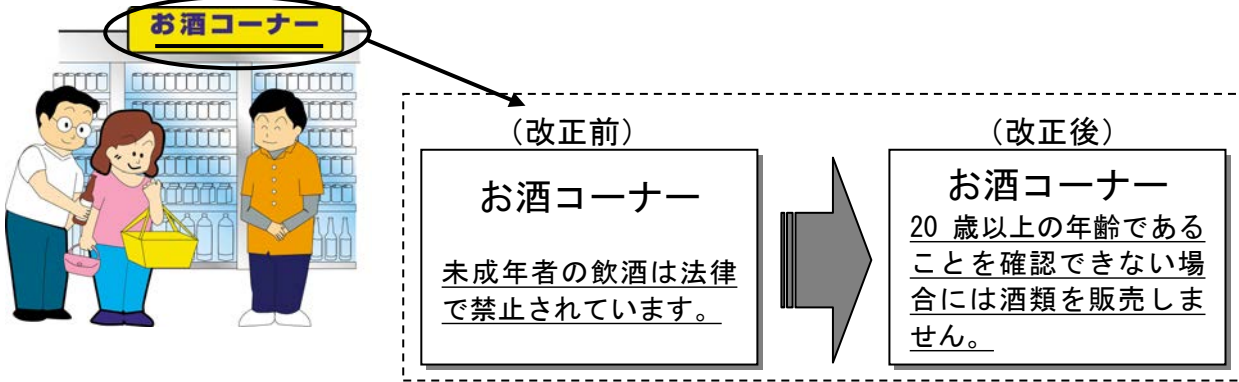 お酒コーナー
（改正前）
お酒コーナー
未成年者の飲酒は法律
で禁止されています。
（改正後）
お酒コーナー
20 歳以上の年齢である
ことを確認できない場
合には酒類を販売しま
せん。